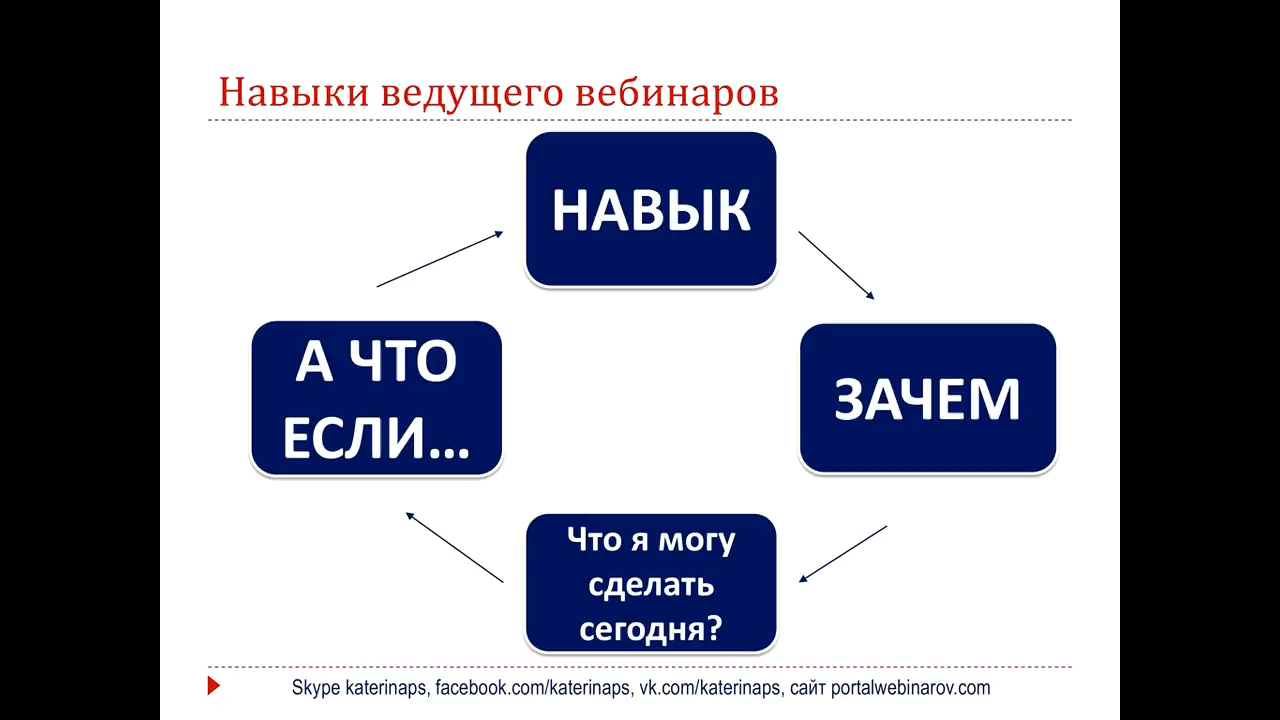 Навыки ведущего вебинаров
НАВЫК
А ЧТО
ЕСЛИ...
ЗАЧЕМ
Что я могу
сделать
сегодня?
Skype katerinaps, facebook.com/katerinaps, vk.com/katerinaps, сайт portalwebinarov.com